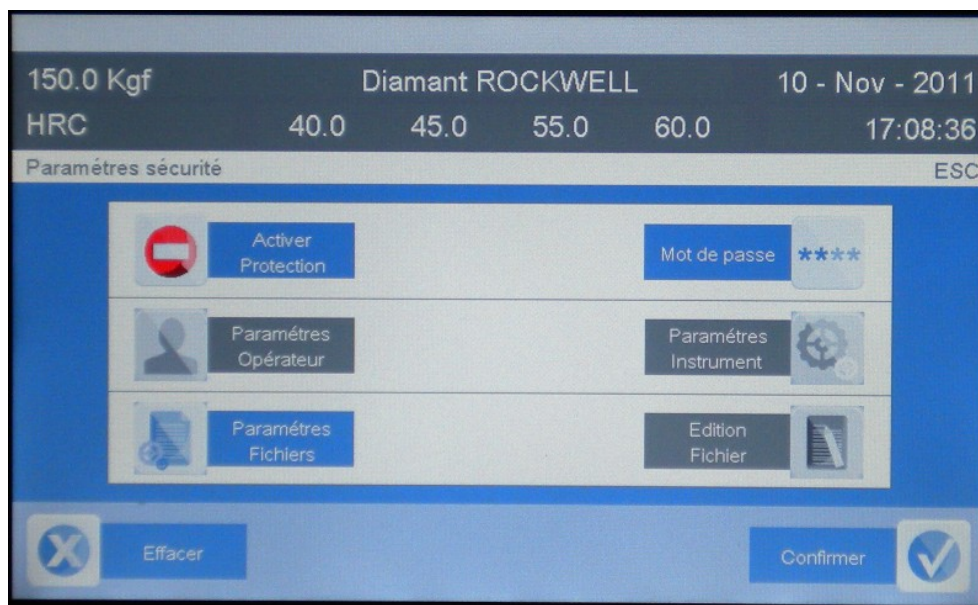 150.0 Kgf Diamant ROCKWELL 10 - Nov - 2011
HRC 40.0 45.0 55.0 60.0 17:08:36
Paramétres sécurité ESC
Activer
Protection
Mot de passe ****
Paramétres
Opérateur
Paramétres
Instrument
Paramétres
Fichiers
Edition
Fichier
Effacer
Confirmer